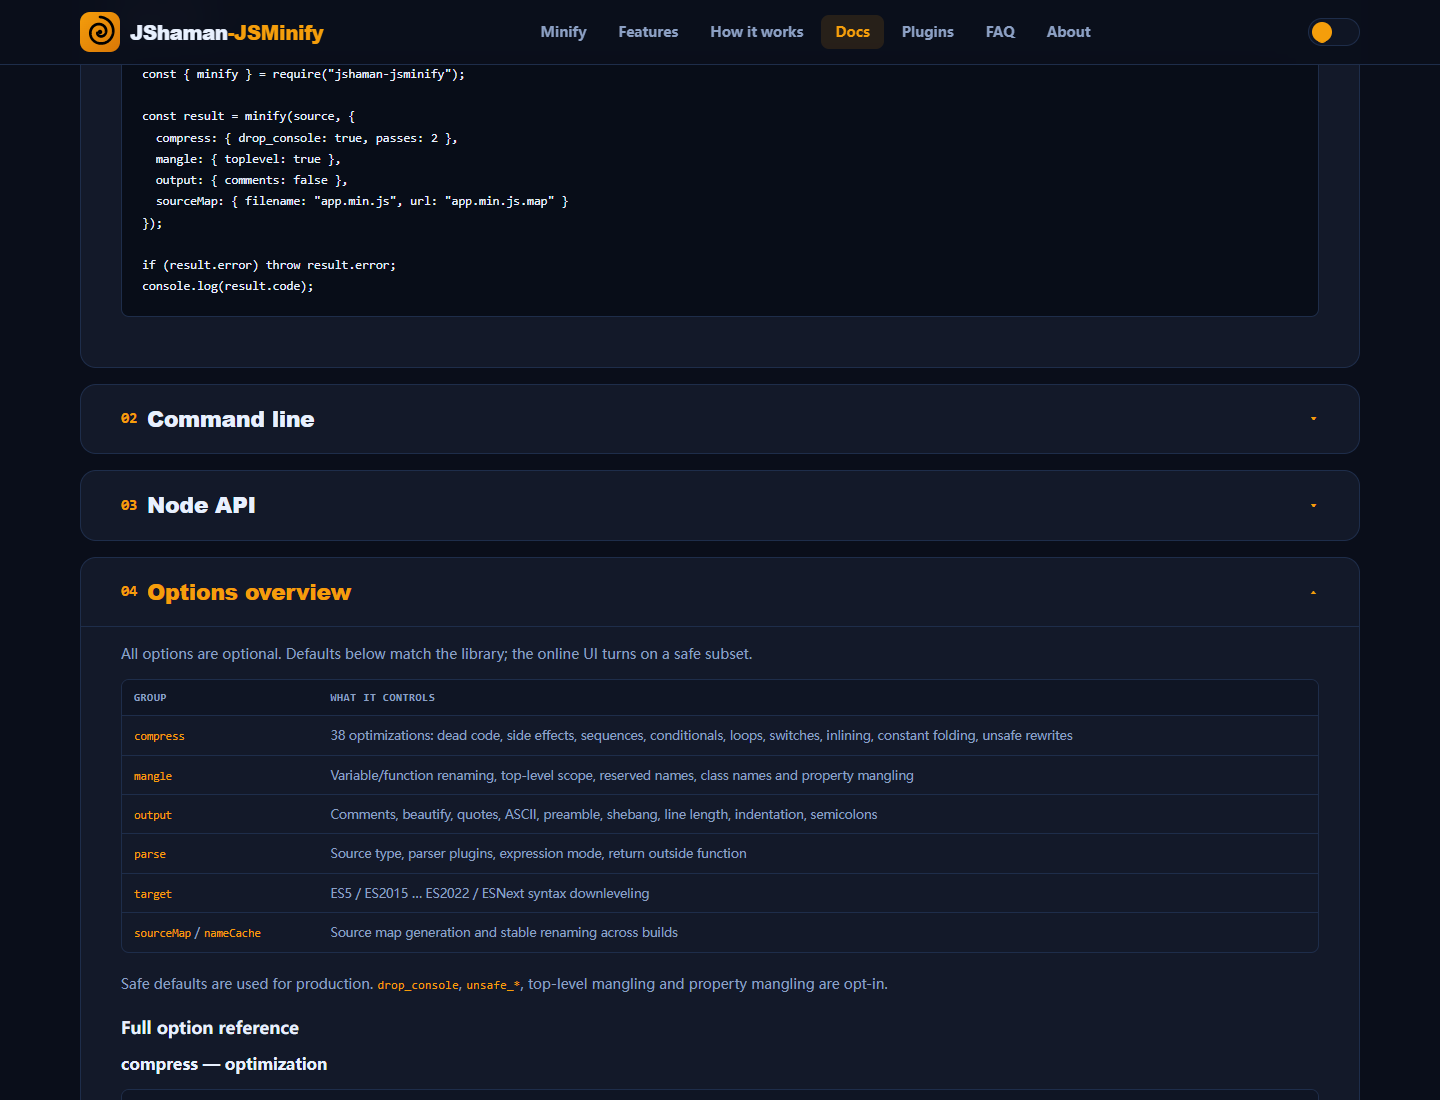 JShaman-JSMinify
Minify
Features
How it works
Docs
Plugins
FAQ
About
const { minify } = require("jshaman-jsminify");
const result = minify(source, {
  compress: { drop_console: true, passes: 2 },
  mangle: { toplevel: true },
  output: { comments: false },
  sourceMap: { filename: "app.min.js", url: "app.min.js.map" }
});
if (result.error) throw result.error;
console.log(result.code);
02 Command line
03 Node API
04 Options overview
All options are optional. Defaults below match the library; the online UI turns on a safe subset.
GROUP WHAT IT CONTROLS
compress 38 optimizations: dead code, side effects, sequences, conditionals, loops, switches, inlining, constant folding, unsafe rewrites
mangle Variable/function renaming, top-level scope, reserved names, class names and property mangling
output Comments, beautify, quotes, ASCII, preamble, shebang, line length, indentation, semicolons
parse Source type, parser plugins, expression mode, return outside function
target ES5 / ES2015 … ES2022 / ESNext syntax downleveling
sourceMap / nameCache Source map generation and stable renaming across builds
Safe defaults are used for production. drop_console, unsafe_*, top-level mangling and property mangling are opt-in.
Full option reference
compress — optimization